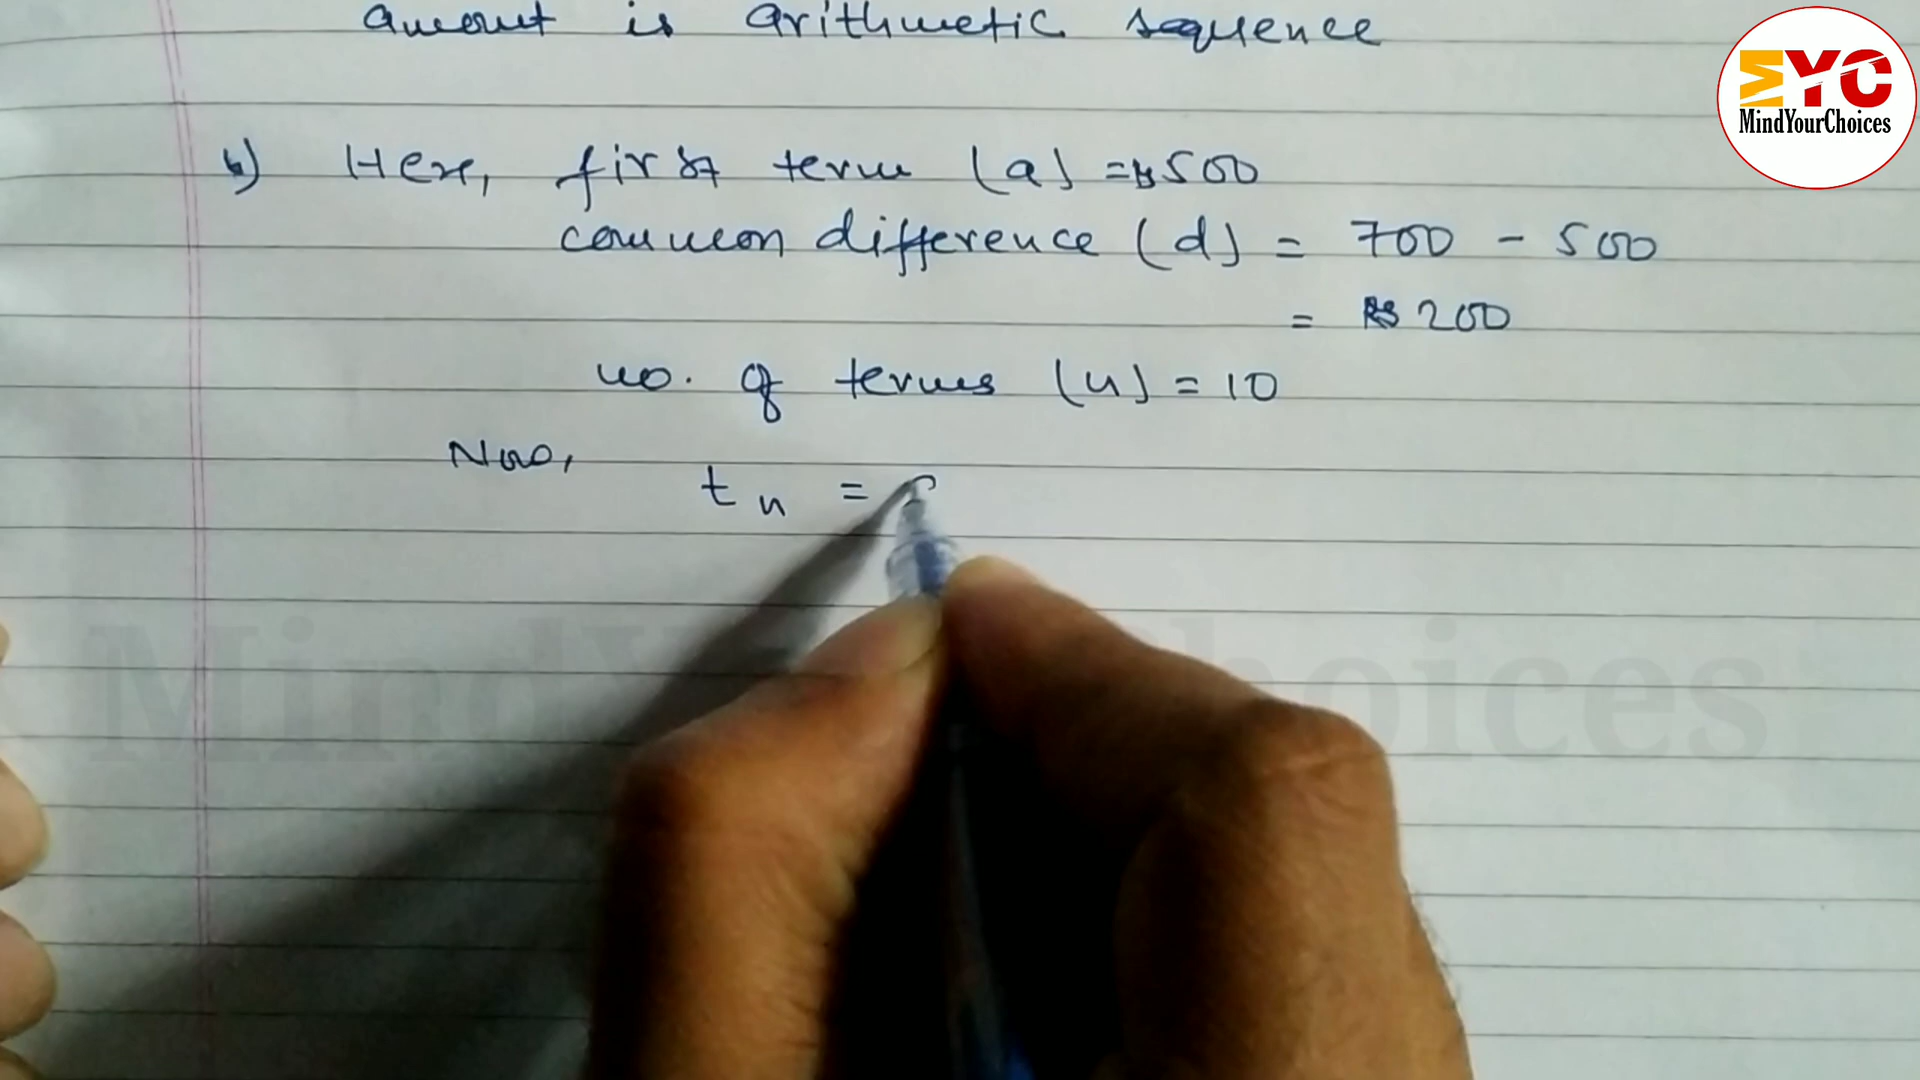 amount is arithmetic sequence
MYC
MindYourChoices
b) Here, first term (a) = Rs 500
common difference (d) = 700 - 500
= Rs 200
no. of terms (n) = 10
Now,
tn =
MindYourChoices